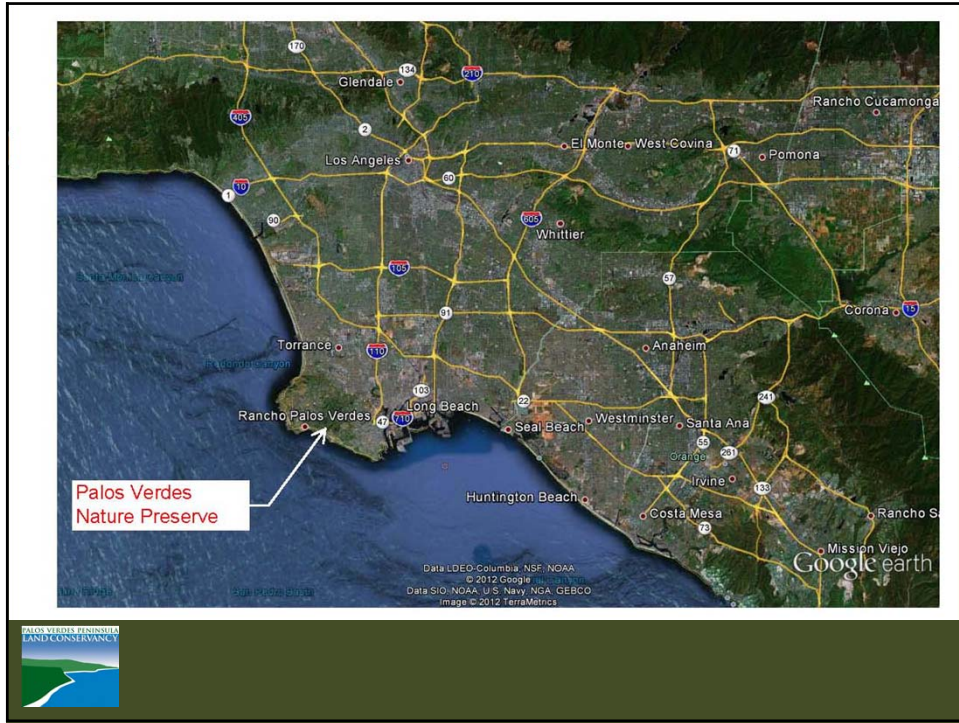 170
134
210
Glendale
Rancho Cucamonga
405
2
El Monte
West Covina
71
Pomona
Los Angeles
60
10
1
90
605
Whittier
105
57
91
Corona
15
Torrance
110
Anaheim
Redondo Canyon
103
22
241
Rancho Palos Verdes
47
710
Long Beach
Seal Beach
Westminster
Santa Ana
55
261
Orange
Irvine
133
Palos Verdes
Nature Preserve
Huntington Beach
Costa Mesa
73
Rancho Sa
Mission Viejo
Google earth
Data LDEO-Columbia, NSF, NOAA
© 2012 Google
Data SIO, NOAA, U.S. Navy, NGA, GEBCO
Image © 2012 TerraMetrics
PALOS VERDES PENINSULA
LAND CONSERVANCY